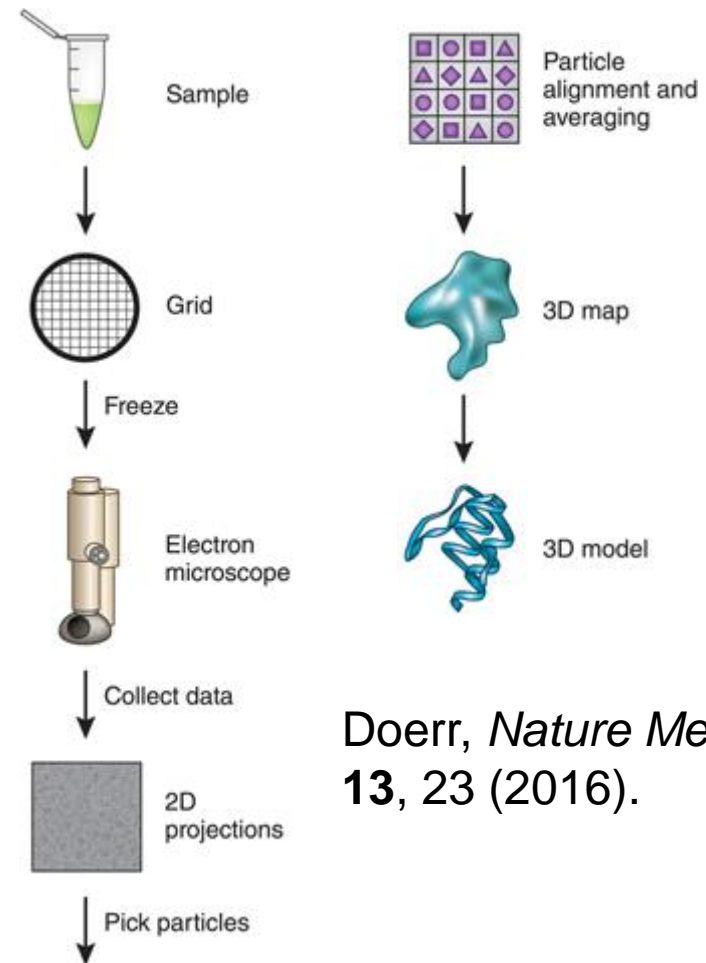 Sample
Grid
Freeze
Electron
microscope
Collect data
2D
projections
Pick particles
Particle
alignment and
averaging
3D map
3D model
Doerr, Nature Me
13, 23 (2016).